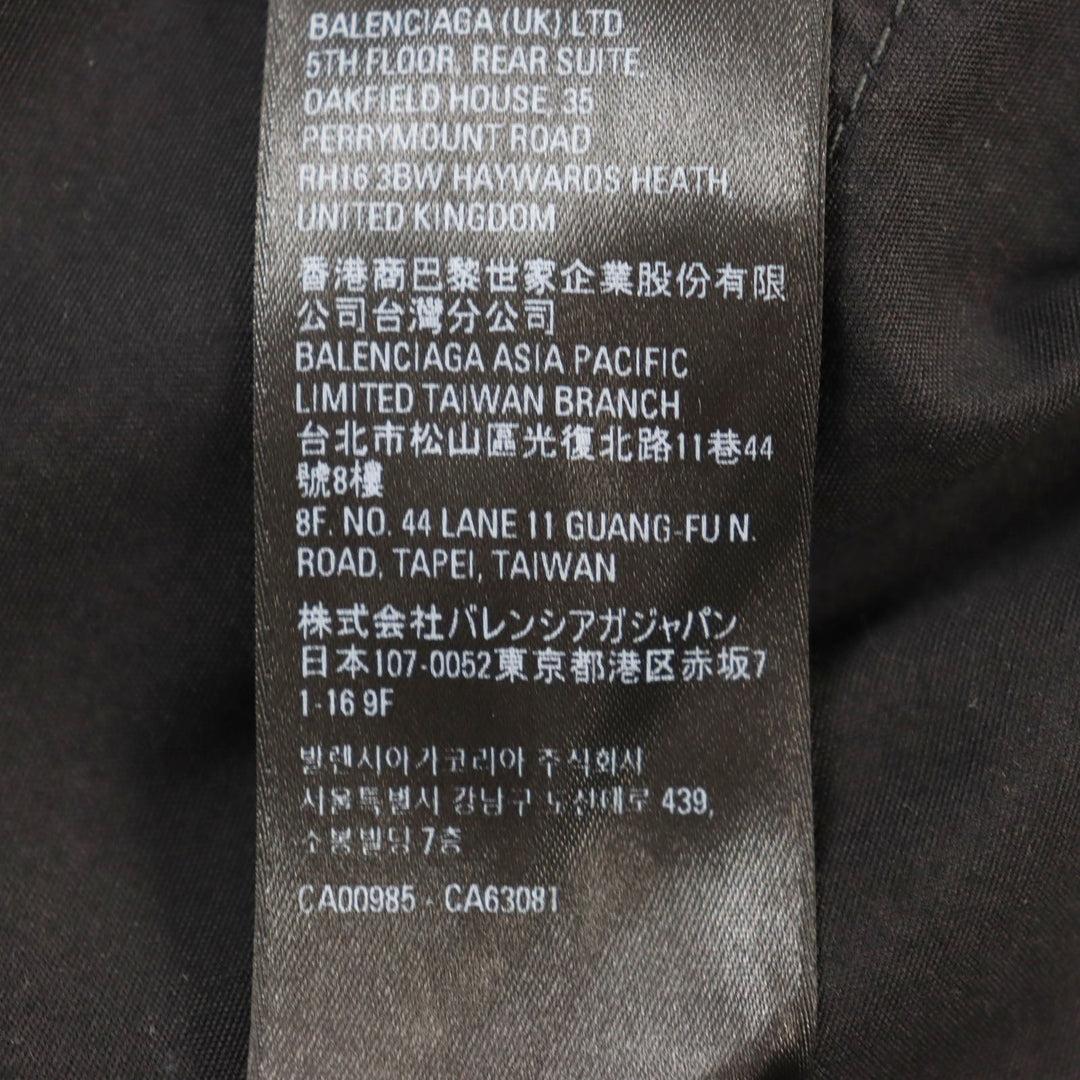 BALENCIAGA (UK) LTD
5TH FLOOR, REAR SUITE,
OAKFIELD HOUSE, 35
PERRYMOUNT ROAD
RH16 3BW HAYWARDS HEATH,
UNITED KINGDOM
香港商巴黎世家企業股份有限
公司台灣分公司
BALENCIAGA ASIA PACIFIC
LIMITED TAIWAN BRANCH
台北市松山區光復北路11巷44
號8樓
8F. NO. 44 LANE 11 GUANG-FU N.
ROAD, TAPEI, TAIWAN
株式会社バレンシアガジャパン
日本107-0052東京都港区赤坂7
1-16 9F
발렌시아가코리아 주식회사
서울특별시 강남구 도산대로 439,
소봉빌딩 7층
CA00985 - CA63081